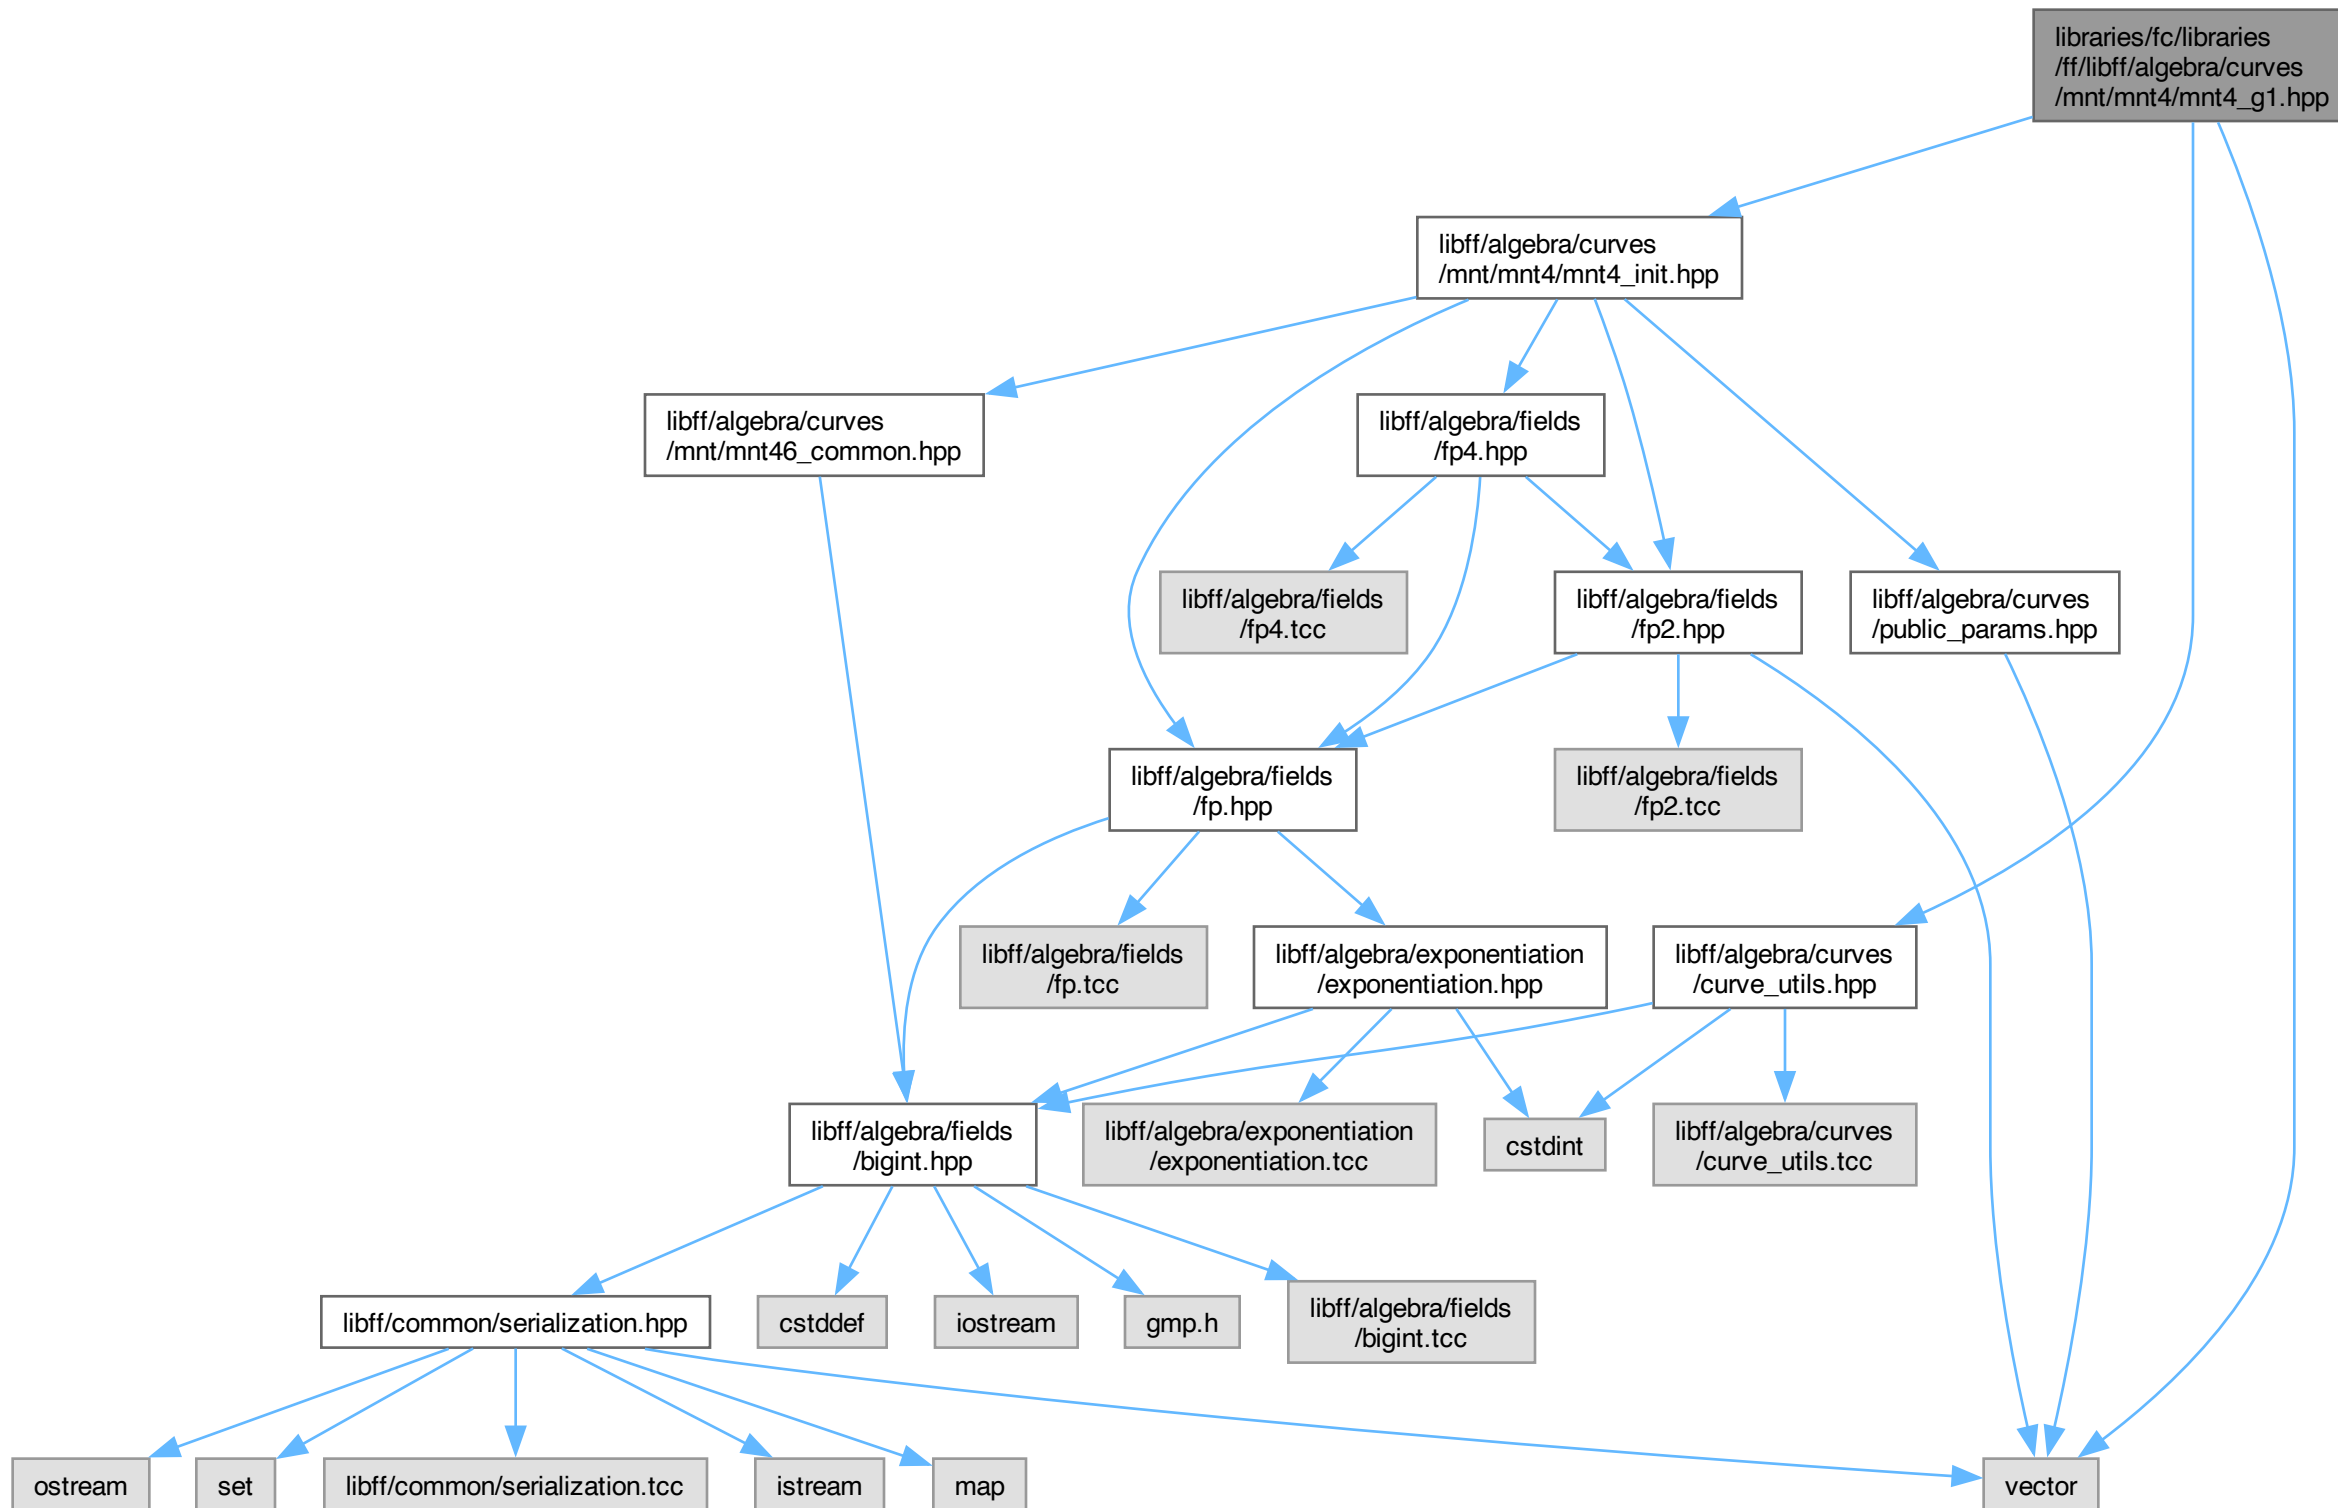 libraries/fc/libraries
/ff/libff/algebra/curves
/mnt/mnt4/mnt4_g1.hpp
libff/algebra/curves
/mnt/mnt4/mnt4_init.hpp
libff/algebra/curves
/mnt/mnt46_common.hpp
libff/algebra/fields
/fp4.hpp
libff/algebra/fields
/fp4.tcc
libff/algebra/fields
/fp2.hpp
libff/algebra/curves
/public_params.hpp
libff/algebra/fields
/fp.hpp
libff/algebra/fields
/fp2.tcc
libff/algebra/fields
/fp.tcc
libff/algebra/exponentiation
/exponentiation.hpp
libff/algebra/curves
/curve_utils.hpp
libff/algebra/fields
/bigint.hpp
libff/algebra/exponentiation
/exponentiation.tcc
cstdint
libff/algebra/curves
/curve_utils.tcc
libff/common/serialization.hpp
cstddef
iostream
gmp.h
libff/algebra/fields
/bigint.tcc
ostream
set
libff/common/serialization.tcc
istream
map
vector